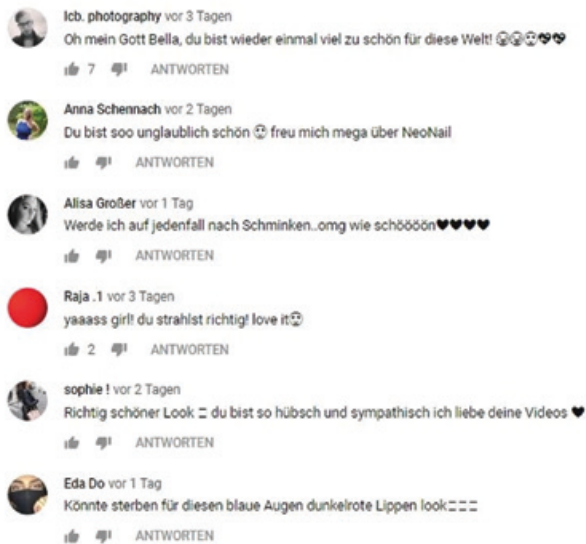 lcb. photography vor 3 Tagen
Oh mein Gott Bella, du bist wieder einmal viel zu schön für diese Welt! 😱😱😍💖💖
7 ANTWORTEN
Anna Schennach vor 2 Tagen
Du bist soo unglaublich schön 😍 freu mich mega über NeoNail
ANTWORTEN
Alisa Großer vor 1 Tag
Werde ich auf jedenfall nach Schminken..omg wie schöööön♥♥♥♥
ANTWORTEN
Raja .1 vor 3 Tagen
yaaass girl! du strahlst richtig! love it😍
2 ANTWORTEN
sophie ! vor 2 Tagen
Richtig schöner Look du bist so hübsch und sympathisch ich liebe deine Videos ♥
ANTWORTEN
Eda Do vor 1 Tag
Könnte sterben für diesen blaue Augen dunkelrote Lippen look
ANTWORTEN